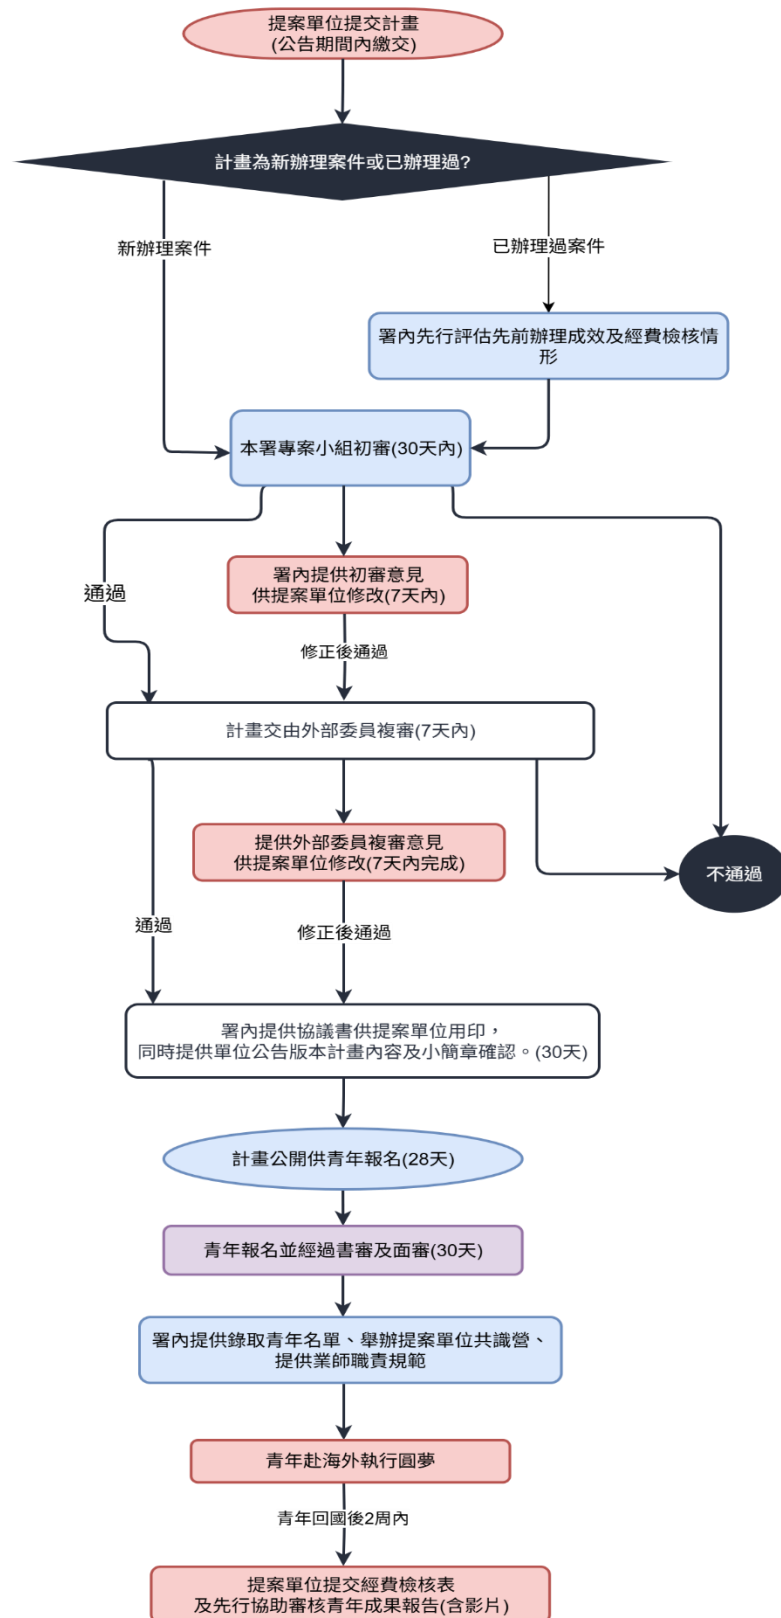 提案單位提交計畫
(公告期間內繳交)
計畫為新辦理案件或已辦理過?
新辦理案件
已辦理過案件
署內先行評估先前辦理成效及經費檢核情
形
本署專案小組初審(30天內)
署內提供初審意見
供提案單位修改(7天內)
通過
修正後通過
計畫交由外部委員複審(7天內)
提供外部委員複審意見
供提案單位修改(7天內完成)
不通過
通過
修正後通過
署內提供協議書供提案單位用印，
同時提供單位公告版本計畫內容及小簡章確認。(30天)
計畫公開供青年報名(28天)
青年報名並經過書審及面審(30天)
署內提供錄取青年名單、舉辦提案單位共識營、
提供業師職責規範
青年赴海外執行圓夢
青年回國後2周內
提案單位提交經費檢核表
及先行協助審核青年成果報告(含影片)